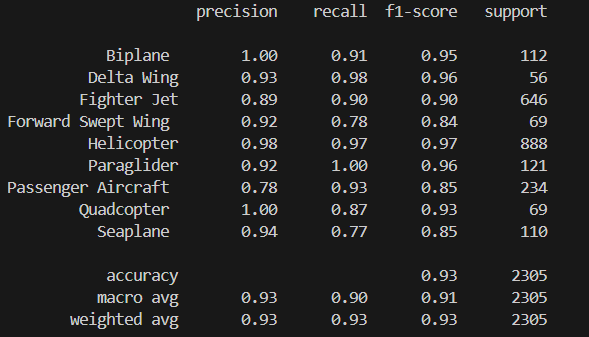 precision recall f1-score support
Biplane 1.00 0.91 0.95 112
Delta Wing 0.93 0.98 0.96 56
Fighter Jet 0.89 0.90 0.90 646
Forward Swept Wing 0.92 0.78 0.84 69
Helicopter 0.98 0.97 0.97 888
Paraglider 0.92 1.00 0.96 121
Passenger Aircraft 0.78 0.93 0.85 234
Quadcopter 1.00 0.87 0.93 69
Seaplane 0.94 0.77 0.85 110
accuracy 0.93 2305
macro avg 0.93 0.90 0.91 2305
weighted avg 0.93 0.93 0.93 2305